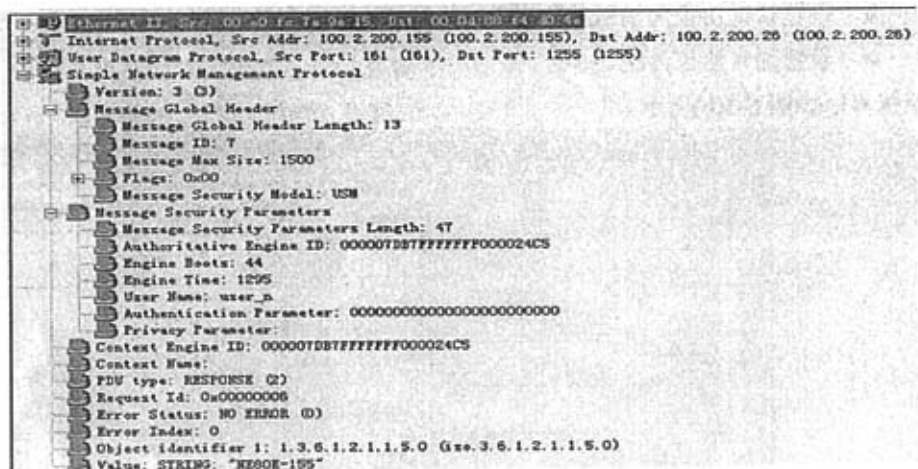 Ethernet II, Src: 00:e0:fc:7a:9e:15, Dst: 00:0d:88:f4:d0:4a
Internet Protocol, Src Addr: 100.2.200.155 (100.2.200.155), Dst Addr: 100.2.200.26 (100.2.200.26)
User Datagram Protocol, Src Port: 161 (161), Dst Port: 1255 (1255)
Simple Network Management Protocol
Version: 3 (3)
Message Global Header
Message Global Header Length: 13
Message ID: 7
Message Max Size: 1500
Flags: 0x00
Message Security Model: USM
Message Security Parameters
Message Security Parameters Length: 47
Authoritative Engine ID: 000007DB7FFFFFFF000024C5
Engine Boots: 44
Engine Time: 1295
User Name: user_n
Authentication Parameter: 000000000000000000000000
Privacy Parameter:
Context Engine ID: 000007DB7FFFFFFF000024C5
Context Name:
PDU type: RESPONSE (2)
Request Id: 0x00000006
Error Status: NO ERROR (0)
Error Index: 0
Object identifier 1: 1.3.6.1.2.1.1.5.0 (iso.3.6.1.2.1.1.5.0)
Value: STRING: "NE80E-155"